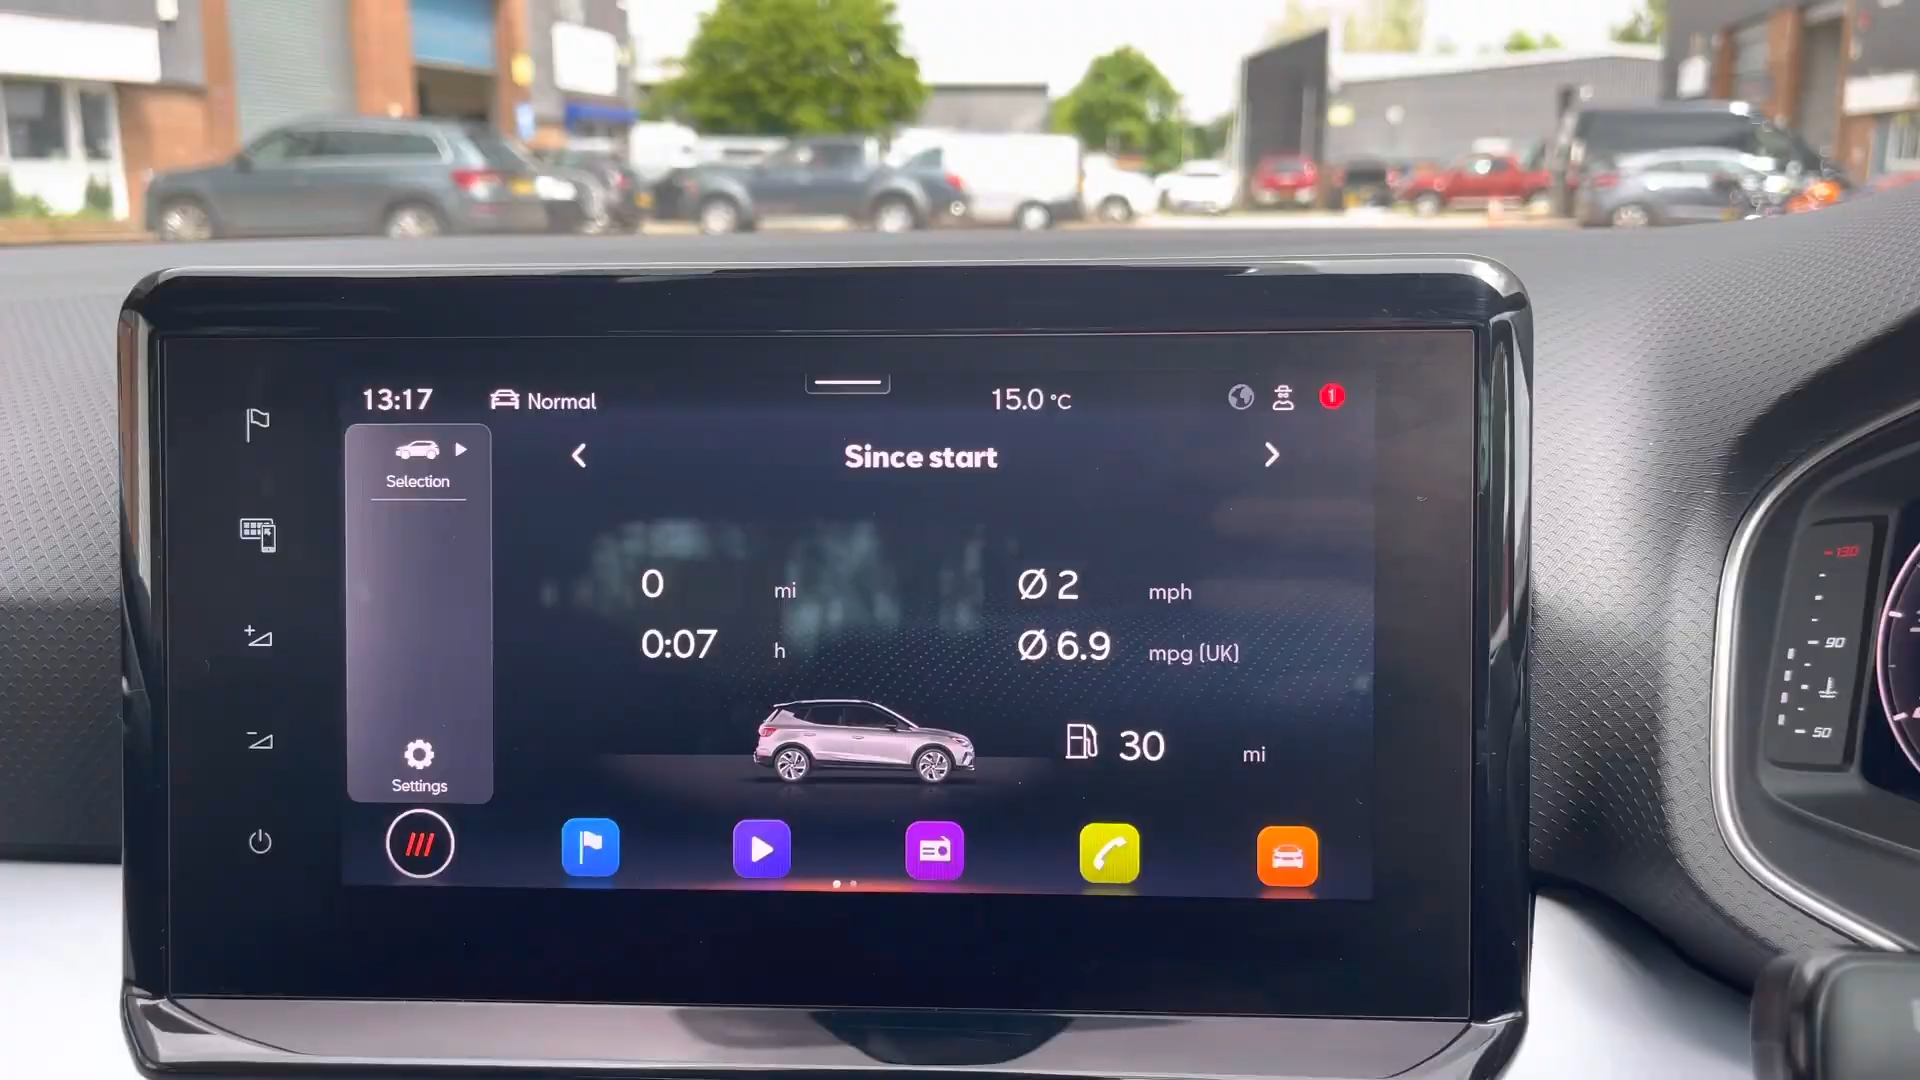 13:17
Normal
15.0 °C
1
Selection
Since start
0 mi
Ø 2 mph
0:07 h
Ø 6.9 mpg (UK)
30 mi
Settings
130
90
50